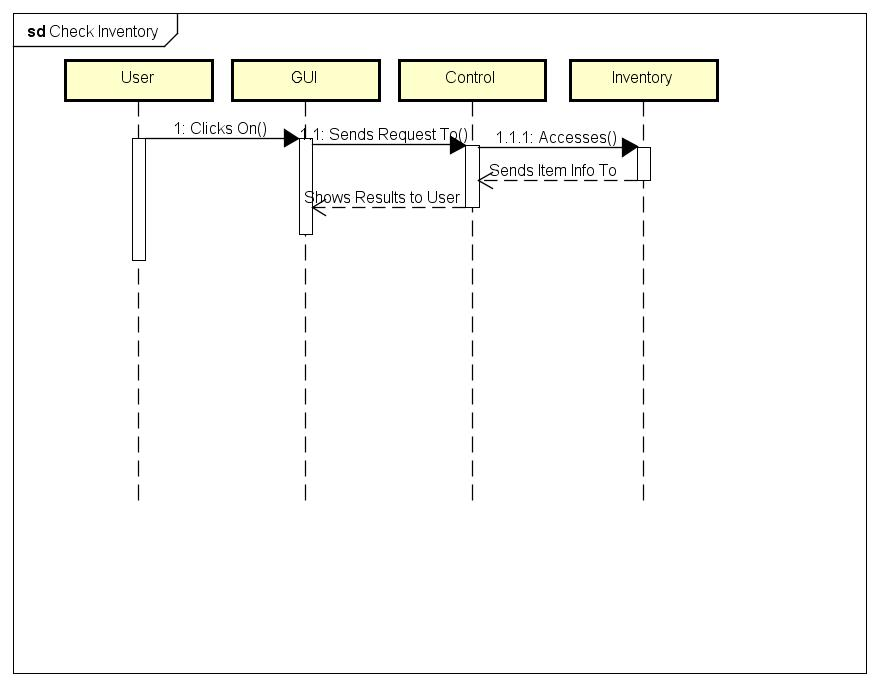 sd Check Inventory
User
GUI
Control
Inventory
1: Clicks On()
1.1: Sends Request To()
1.1.1: Accesses()
Sends Item Info To
Shows Results to User